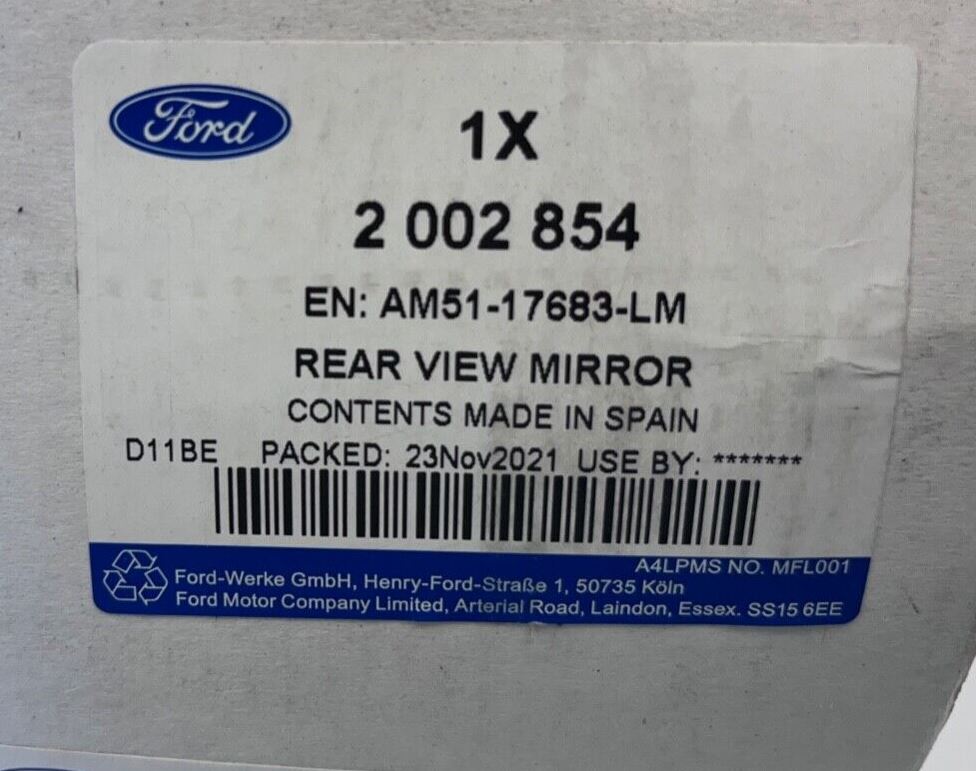 Ford
1X
2 002 854
EN: AM51-17683-LM
REAR VIEW MIRROR
CONTENTS MADE IN SPAIN
D11BE PACKED: 23Nov2021 USE BY: *******
A4LPMS NO. MFL001
Ford-Werke GmbH, Henry-Ford-Straße 1, 50735 Köln
Ford Motor Company Limited, Arterial Road, Laindon, Essex. SS15 6EE